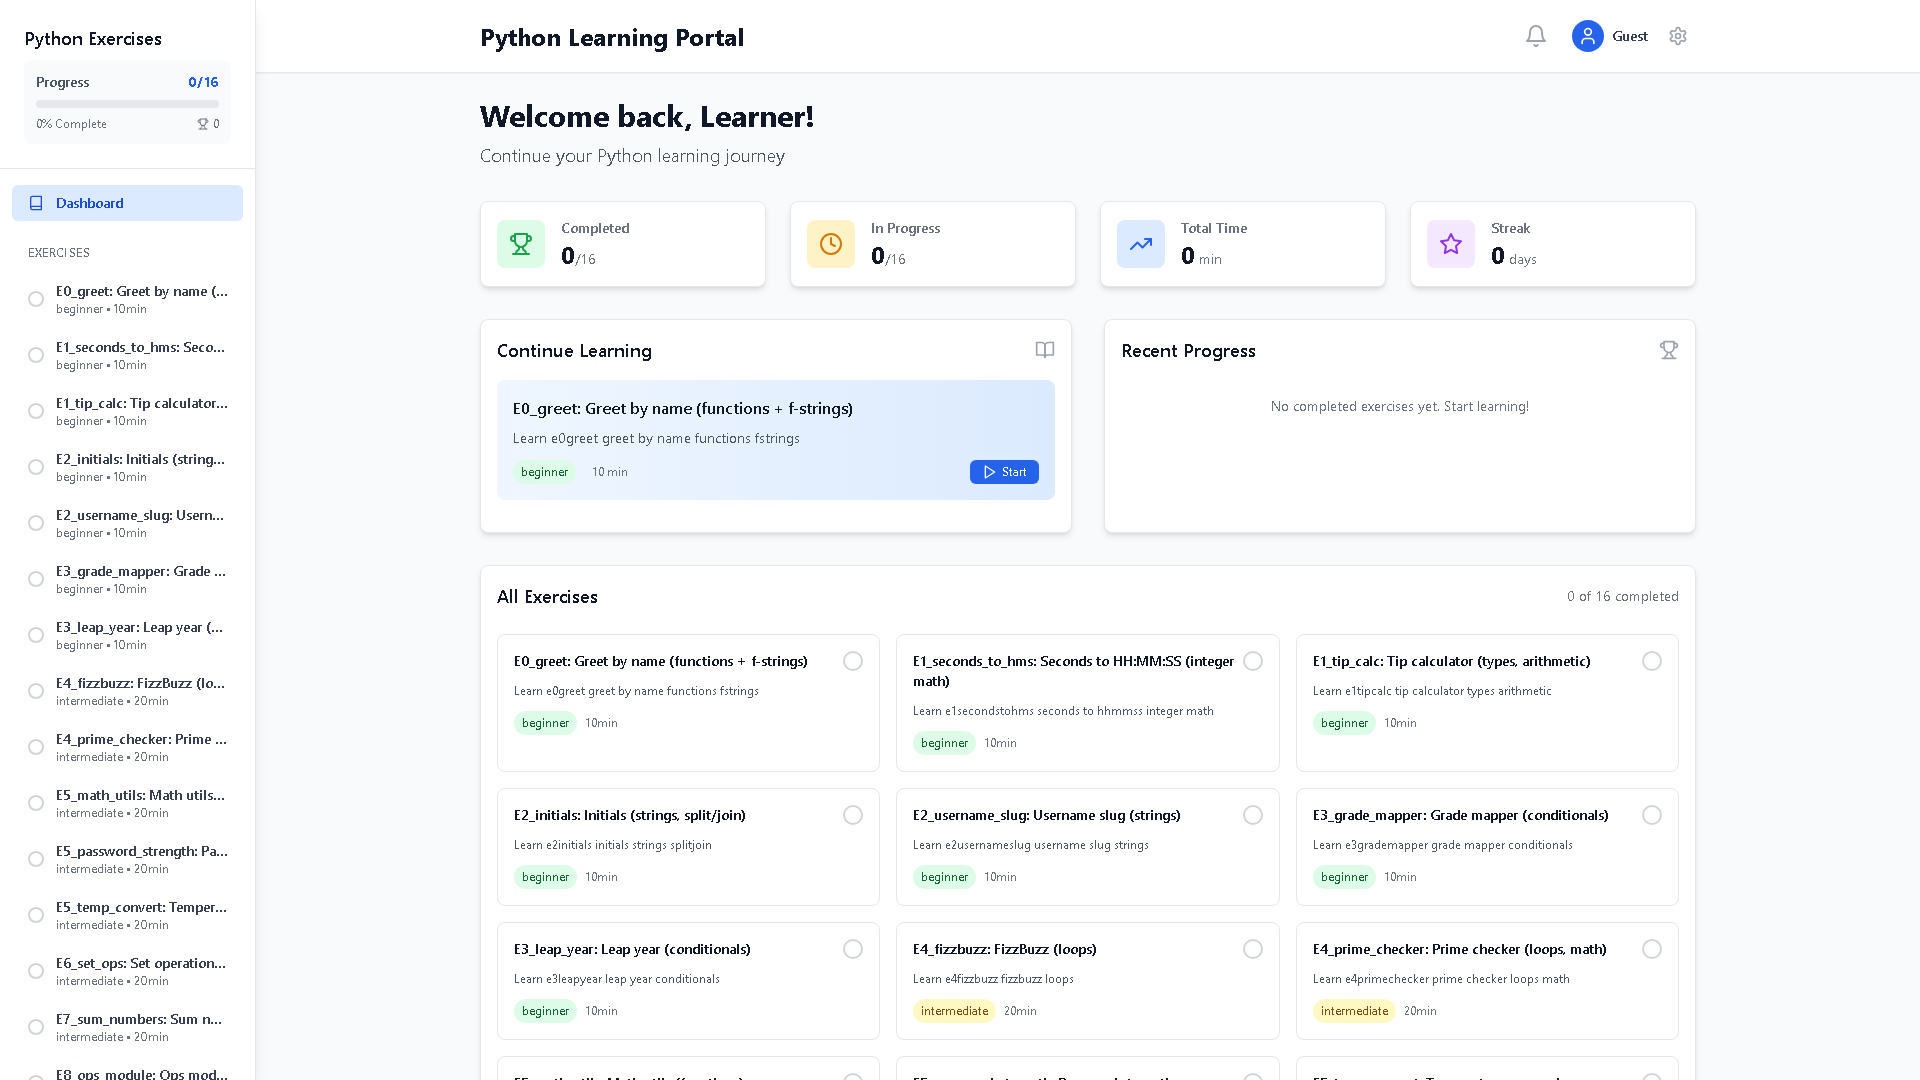 Python Exercises
Progress 0/16
0% Complete 0
Dashboard
EXERCISES
E0_greet: Greet by name (...
beginner • 10min
E1_seconds_to_hms: Seco...
beginner • 10min
E1_tip_calc: Tip calculator...
beginner • 10min
E2_initials: Initials (string...
beginner • 10min
E2_username_slug: Usern...
beginner • 10min
E3_grade_mapper: Grade ...
beginner • 10min
E3_leap_year: Leap year (...
beginner • 10min
E4_fizzbuzz: FizzBuzz (lo...
intermediate • 20min
E4_prime_checker: Prime ...
intermediate • 20min
E5_math_utils: Math utils...
intermediate • 20min
E5_password_strength: Pa...
intermediate • 20min
E5_temp_convert: Temper...
intermediate • 20min
E6_set_ops: Set operation...
intermediate • 20min
E7_sum_numbers: Sum n...
intermediate • 20min
E8_ops_module: Ops mod...
Python Learning Portal
Guest
Welcome back, Learner!
Continue your Python learning journey
Completed
0/16
In Progress
0/16
Total Time
0 min
Streak
0 days
Continue Learning
E0_greet: Greet by name (functions + f-strings)
Learn e0greet greet by name functions fstrings
beginner 10 min Start
Recent Progress
No completed exercises yet. Start learning!
All Exercises
0 of 16 completed
E0_greet: Greet by name (functions + f-strings)
Learn e0greet greet by name functions fstrings
beginner 10min
E1_seconds_to_hms: Seconds to HH:MM:SS (integer
math)
Learn e1secondstohms seconds to hhmmss integer math
beginner 10min
E1_tip_calc: Tip calculator (types, arithmetic)
Learn e1tipcalc tip calculator types arithmetic
beginner 10min
E2_initials: Initials (strings, split/join)
Learn e2initials initials strings splitjoin
beginner 10min
E2_username_slug: Username slug (strings)
Learn e2usernameslug username slug strings
beginner 10min
E3_grade_mapper: Grade mapper (conditionals)
Learn e3grademapper grade mapper conditionals
beginner 10min
E3_leap_year: Leap year (conditionals)
Learn e3leapyear leap year conditionals
beginner 10min
E4_fizzbuzz: FizzBuzz (loops)
Learn e4fizzbuzz fizzbuzz loops
intermediate 20min
E4_prime_checker: Prime checker (loops, math)
Learn e4primechecker prime checker loops math
intermediate 20min